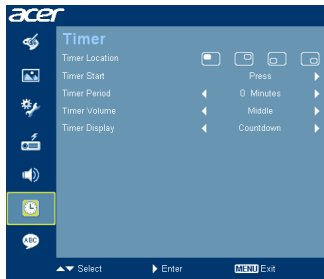 acer
Timer
Timer Location
Timer Start Press
Timer Period 0 Minutes
Timer Volume Middle
Timer Display Countdown
ABC
Select Enter MENU Exit